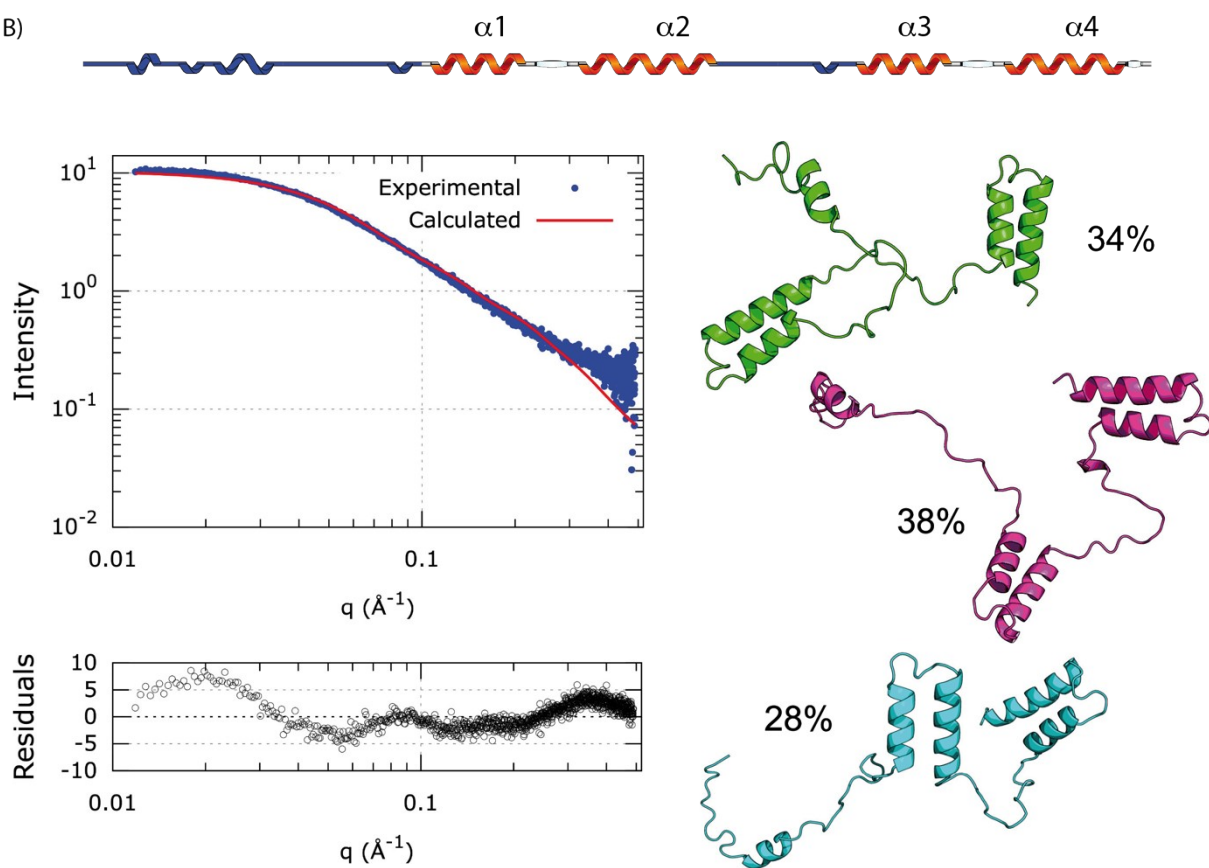 B)
α1 α2 α3 α4
Intensity
10¹
10⁰
10⁻¹
10⁻²
Experimental
Calculated
0.01 0.1
q (Å⁻¹)
34%
38%
28%
Residuals
10
5
0
-5
-10
0.01 0.1
q (Å⁻¹)